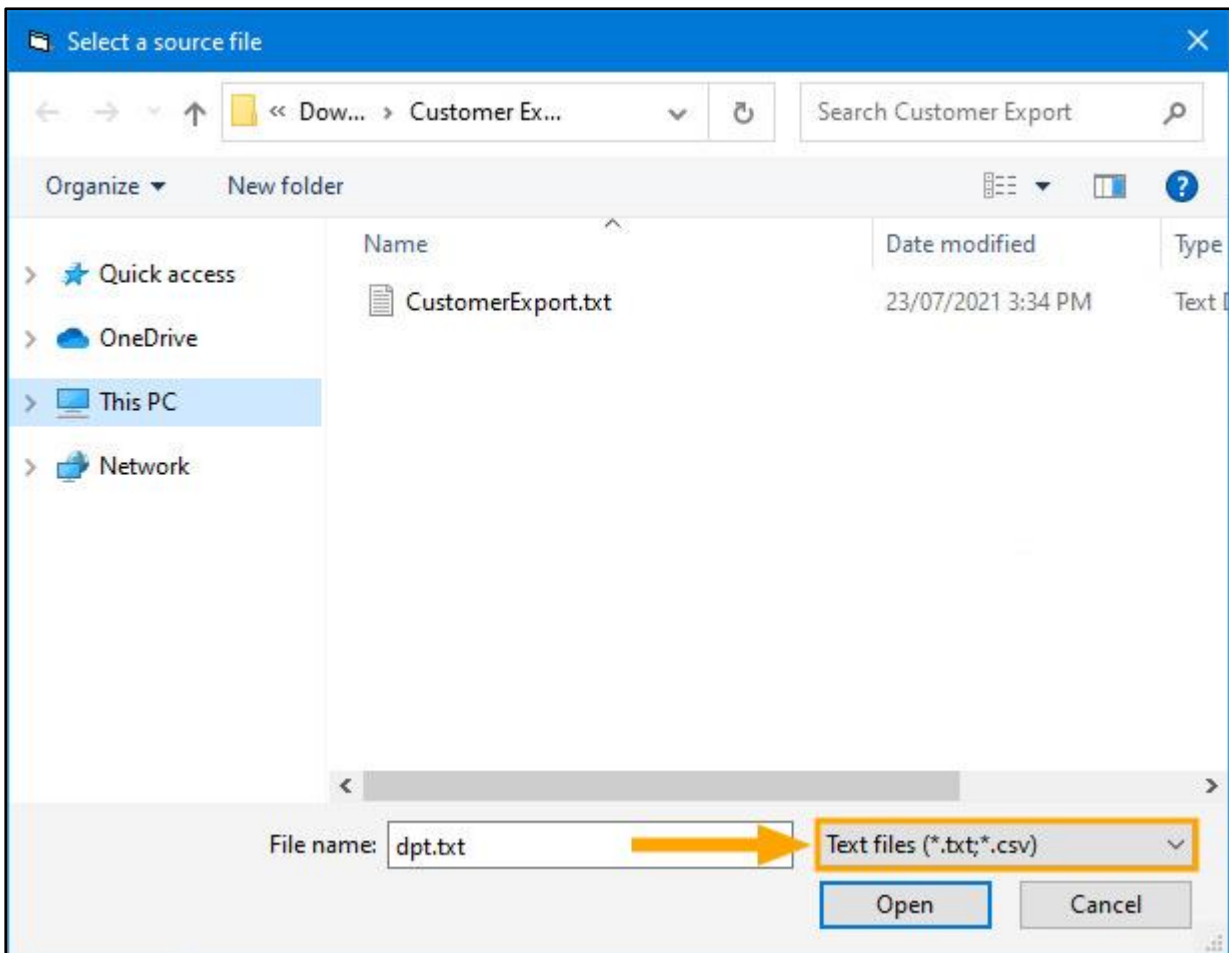 Select a source file
« Dow... › Customer Ex... Search Customer Export
Organize New folder
Name Date modified Type
Quick access
CustomerExport.txt 23/07/2021 3:34 PM Text
OneDrive
This PC
Network
File name: dpt.txt Text files (*.txt;*.csv)
Open Cancel